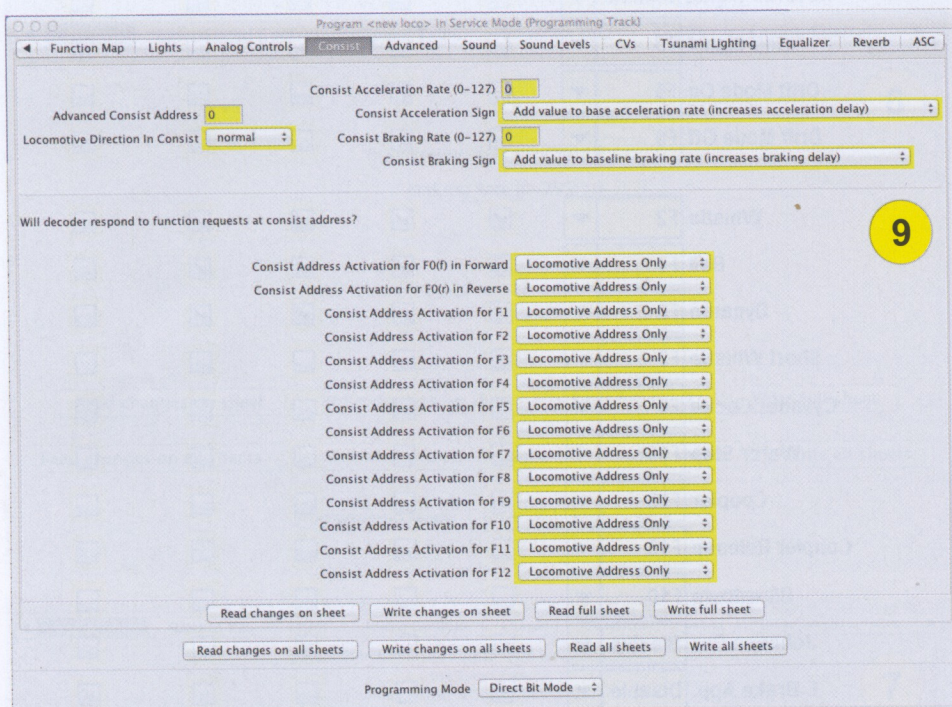 Program <new loco> In Service Mode (Programming Track)
Function Map Lights Analog Controls Consist Advanced Sound Sound Levels CVs Tsunami Lighting Equalizer Reverb ASC
Consist Acceleration Rate (0-127) 0
Advanced Consist Address 0
Consist Acceleration Sign Add value to base acceleration rate (increases acceleration delay)
Locomotive Direction In Consist normal
Consist Braking Rate (0-127) 0
Consist Braking Sign Add value to baseline braking rate (increases braking delay)
Will decoder respond to function requests at consist address?
9
Consist Address Activation for F0(f) in Forward Locomotive Address Only
Consist Address Activation for F0(r) in Reverse Locomotive Address Only
Consist Address Activation for F1 Locomotive Address Only
Consist Address Activation for F2 Locomotive Address Only
Consist Address Activation for F3 Locomotive Address Only
Consist Address Activation for F4 Locomotive Address Only
Consist Address Activation for F5 Locomotive Address Only
Consist Address Activation for F6 Locomotive Address Only
Consist Address Activation for F7 Locomotive Address Only
Consist Address Activation for F8 Locomotive Address Only
Consist Address Activation for F9 Locomotive Address Only
Consist Address Activation for F10 Locomotive Address Only
Consist Address Activation for F11 Locomotive Address Only
Consist Address Activation for F12 Locomotive Address Only
Read changes on sheet Write changes on sheet Read full sheet Write full sheet
Read changes on all sheets Write changes on all sheets Read all sheets Write all sheets
Programming Mode Direct Bit Mode